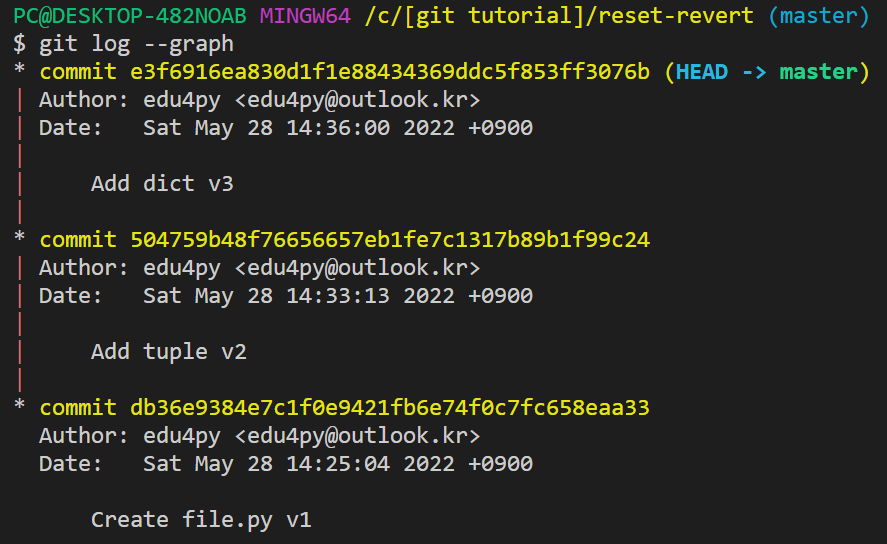 PC@DESKTOP-482NOAB MINGW64 /c/[git tutorial]/reset-revert (master)
$ git log --graph
* commit e3f6916ea830d1f1e88434369ddc5f853ff3076b (HEAD -> master)
| Author: edu4py <edu4py@outlook.kr>
| Date:   Sat May 28 14:36:00 2022 +0900
|
|     Add dict v3
|
* commit 504759b48f76656657eb1fe7c1317b89b1f99c24
| Author: edu4py <edu4py@outlook.kr>
| Date:   Sat May 28 14:33:13 2022 +0900
|
|     Add tuple v2
|
* commit db36e9384e7c1f0e9421fb6e74f0c7fc658eaa33
  Author: edu4py <edu4py@outlook.kr>
  Date:   Sat May 28 14:25:04 2022 +0900

      Create file.py v1